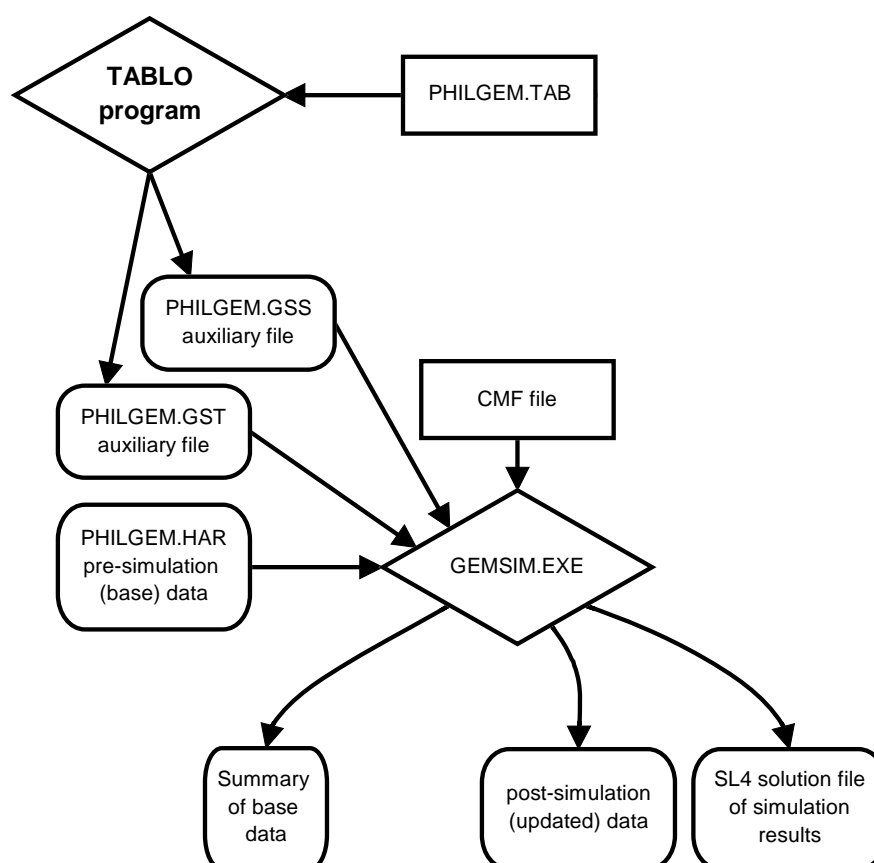 TABLO
program
PHILGEM.TAB
PHILGEM.GSS
auxiliary file
CMF file
PHILGEM.GST
auxiliary file
PHILGEM.HAR
pre-simulation
(base) data
GEMSIM.EXE
Summary
of base
data
post-simulation
(updated) data
SL4 solution file
of simulation
results